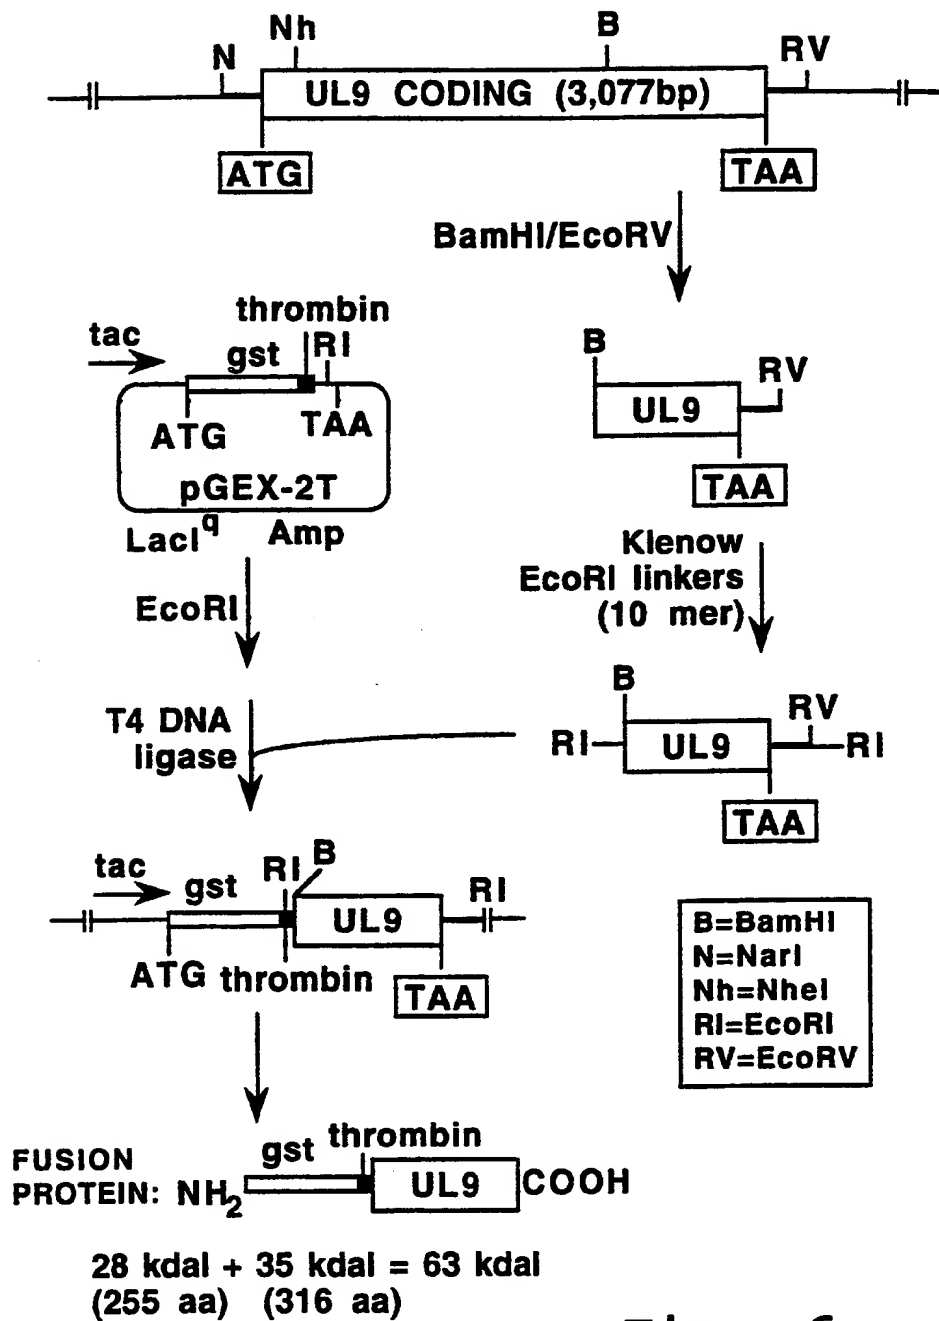 N
Nh
B
RV
UL9 CODING (3,077bp)
ATG
TAA
BamHI/EcoRV
tac
thrombin
gst
RI
ATG
TAA
pGEX-2T
LacIq
Amp
B
RV
UL9
TAA
EcoRI
Klenow
EcoRI linkers
(10 mer)
T4 DNA
ligase
B
RV
RI
UL9
RI
TAA
tac
gst
RI
B
UL9
RI
ATG
thrombin
TAA
B=BamHI
N=NarI
Nh=NheI
RI=EcoRI
RV=EcoRV
FUSION
PROTEIN:
NH2
gst
thrombin
UL9
COOH
28 kdal + 35 kdal = 63 kdal
(255 aa) (316 aa)